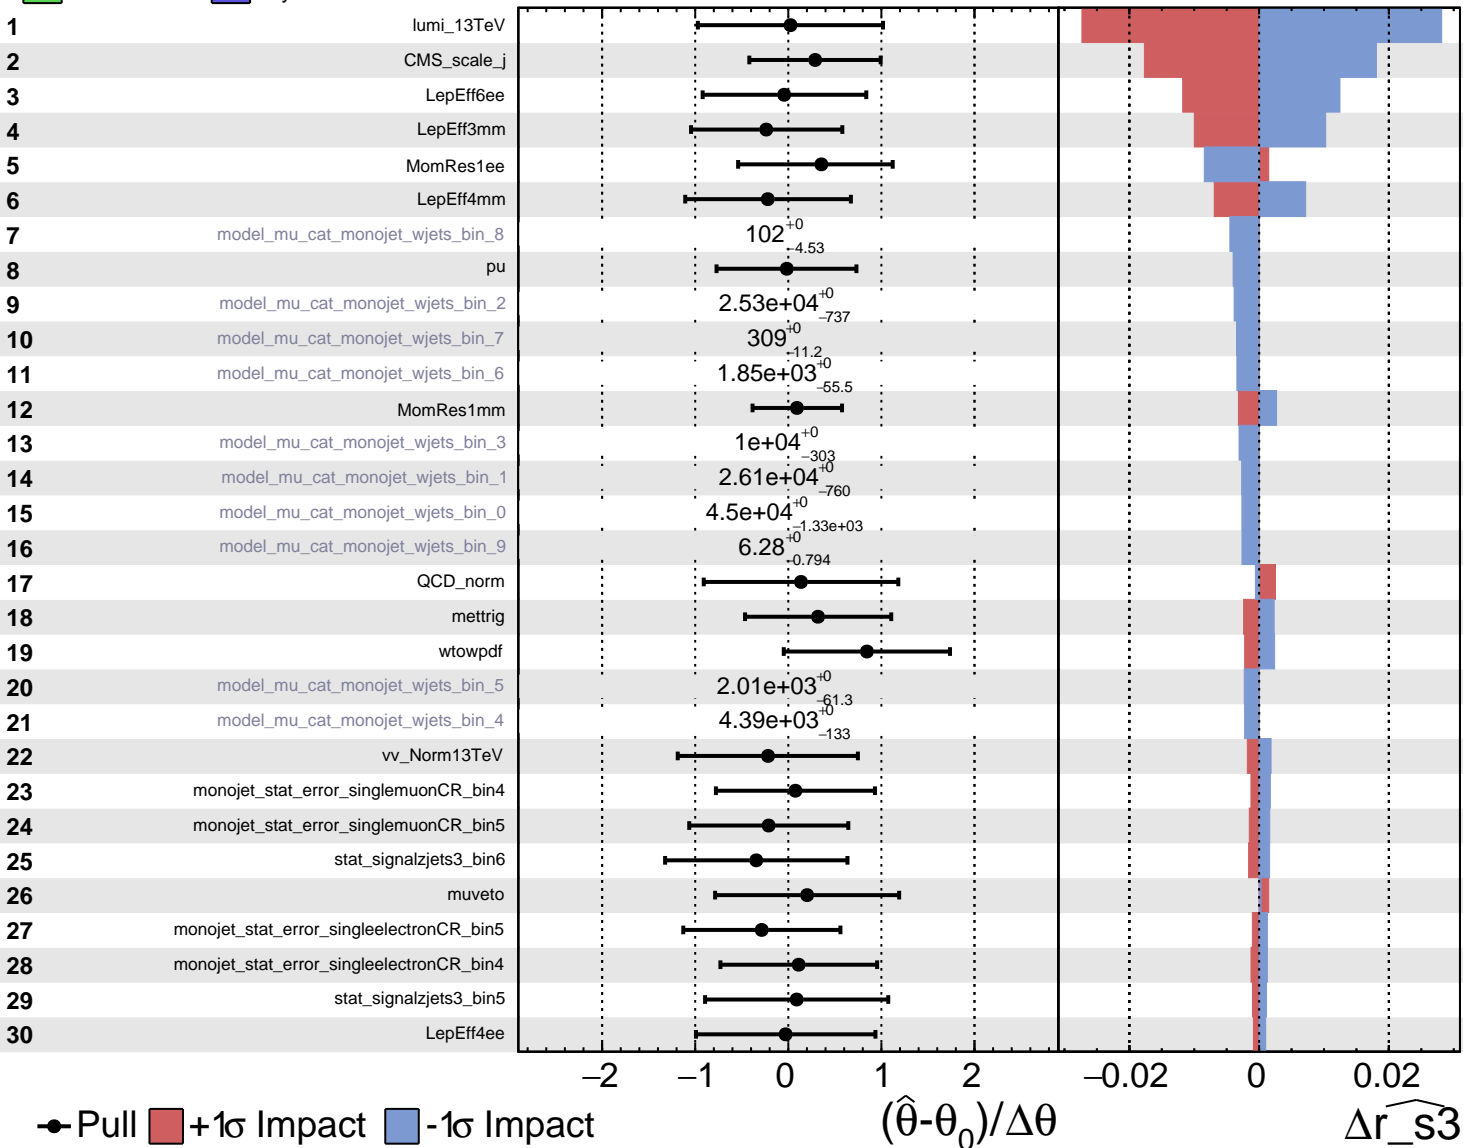 1 lumi_13TeV
2 CMS_scale_j
3 LepEff6ee
4 LepEff3mm
5 MomRes1ee
6 LepEff4mm
7 model_mu_cat_monojet_wjets_bin_8 102 +0 −4.53
8 pu
9 model_mu_cat_monojet_wjets_bin_2 2.53e+04 +0 −737
10 model_mu_cat_monojet_wjets_bin_7 309 +0 −11.2
11 model_mu_cat_monojet_wjets_bin_6 1.85e+03 +0 −55.5
12 MomRes1mm
13 model_mu_cat_monojet_wjets_bin_3 1e+04 +0 −303
14 model_mu_cat_monojet_wjets_bin_1 2.61e+04 +0 −760
15 model_mu_cat_monojet_wjets_bin_0 4.5e+04 +0 −1.33e+03
16 model_mu_cat_monojet_wjets_bin_9 6.28 +0 −0.794
17 QCD_norm
18 mettrig
19 wtowpdf
20 model_mu_cat_monojet_wjets_bin_5 2.01e+03 +0 −61.3
21 model_mu_cat_monojet_wjets_bin_4 4.39e+03 +0 −133
22 vv_Norm13TeV
23 monojet_stat_error_singlemuonCR_bin4
24 monojet_stat_error_singlemuonCR_bin5
25 stat_signalzjets3_bin6
26 muveto
27 monojet_stat_error_singleelectronCR_bin5
28 monojet_stat_error_singleelectronCR_bin4
29 stat_signalzjets3_bin5
30 LepEff4ee
−2 −1 0 1 2 −0.02 0 0.02
Pull +1σ Impact -1σ Impact (θ̂-θ₀)/Δθ Δr_s3